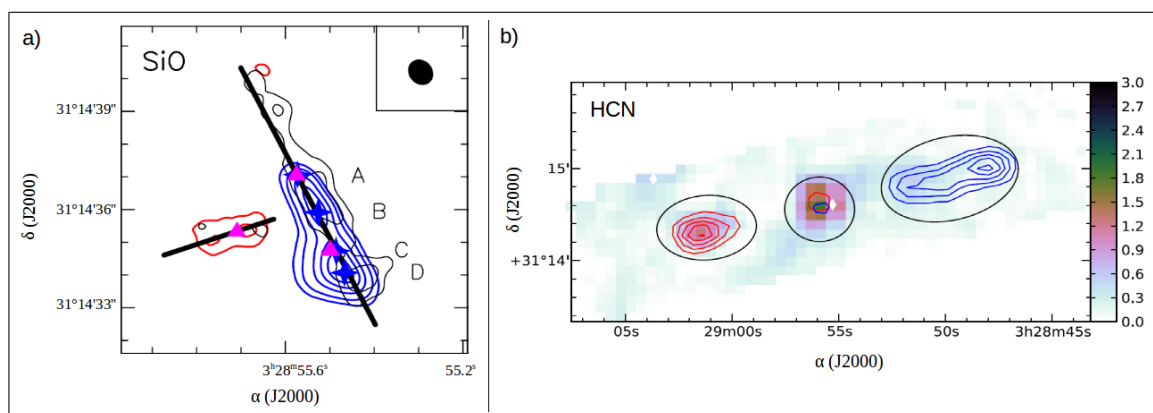 a)
SiO
31°14'39"
31°14'36"
31°14'33"
δ (J2000)
A
B
C
D
3ʰ28ᵐ55.6ˢ
55.2ˢ
α (J2000)
b)
HCN
15'
+31°14'
δ (J2000)
05s
29m00s
55s
50s
3h28m45s
α (J2000)
3.0
2.7
2.4
2.1
1.8
1.5
1.2
0.9
0.6
0.3
0.0